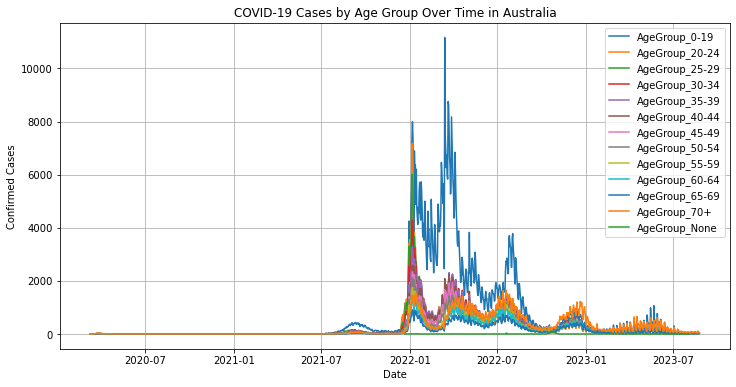 COVID-19 Cases by Age Group Over Time in Australia
AgeGroup_0-19
AgeGroup_20-24
AgeGroup_25-29
AgeGroup_30-34
AgeGroup_35-39
AgeGroup_40-44
AgeGroup_45-49
AgeGroup_50-54
AgeGroup_55-59
AgeGroup_60-64
AgeGroup_65-69
AgeGroup_70+
AgeGroup_None
Confirmed Cases
10000
8000
6000
4000
2000
0
2020-07
2021-01
2021-07
2022-01
2022-07
2023-01
2023-07
Date